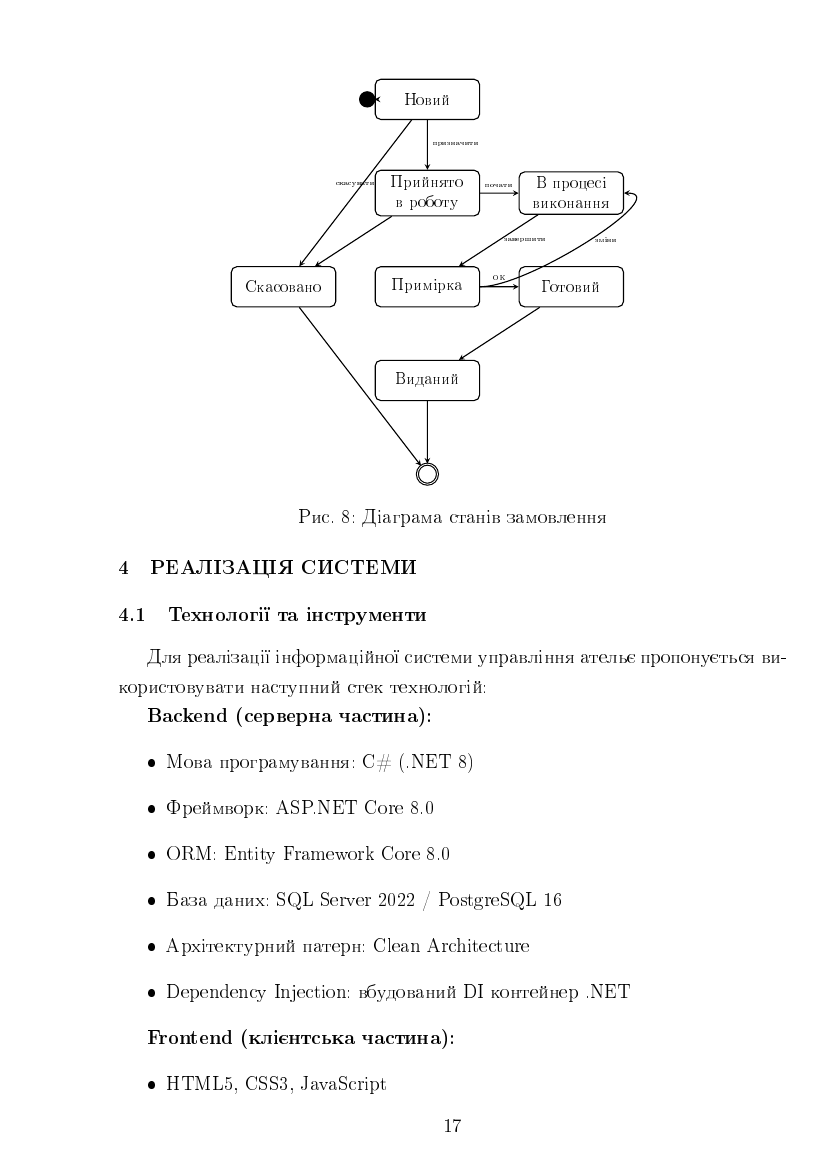 Новий
призначити
скасувати
Прийнято
в роботу
почати
В процесі
виконання
завершити
зміни
Скасовано
Примірка
ок
Готовий
Виданий
Рис. 8: Діаграма станів замовлення
4 РЕАЛІЗАЦІЯ СИСТЕМИ
4.1 Технології та інструменти
Для реалізації інформаційної системи управління ательє пропонується ви-
користовувати наступний стек технологій:
Backend (серверна частина):
• Мова програмування: C# (.NET 8)
• Фреймворк: ASP.NET Core 8.0
• ORM: Entity Framework Core 8.0
• База даних: SQL Server 2022 / PostgreSQL 16
• Архітектурний патерн: Clean Architecture
• Dependency Injection: вбудований DI контейнер .NET
Frontend (клієнтська частина):
• HTML5, CSS3, JavaScript
17